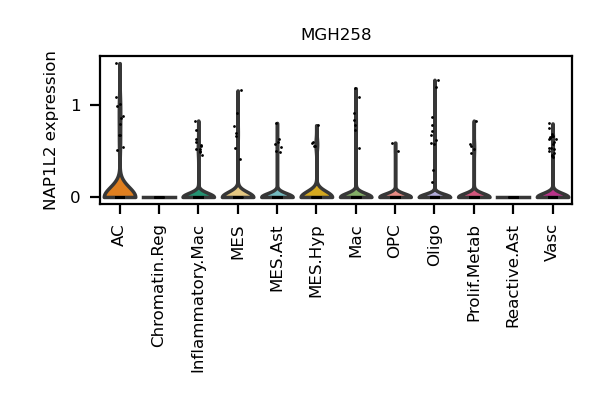 MGH258
NAP1L2 expression
1
0
AC
Chromatin.Reg
Inflammatory.Mac
MES
MES.Ast
MES.Hyp
Mac
OPC
Oligo
Prolif.Metab
Reactive.Ast
Vasc